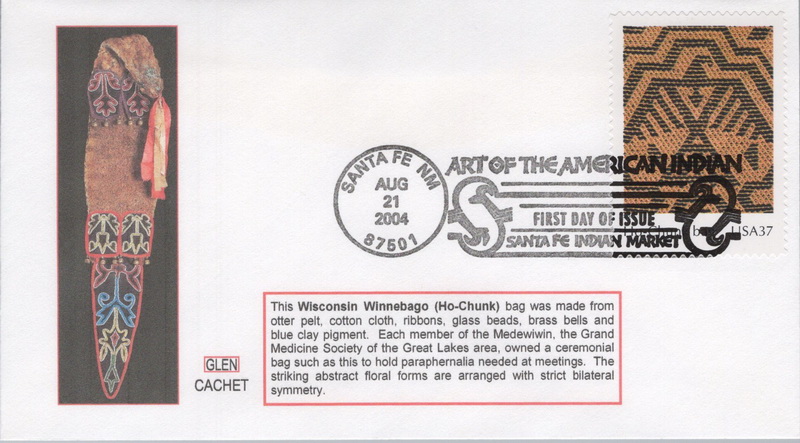 SANTA FE NM
AUG
21
2004
87501
ART OF THE AMERICAN INDIAN
FIRST DAY OF ISSUE
SANTA FE INDIAN MARKET
USA37
This Wisconsin Winnebago (Ho-Chunk) bag was made from
otter pelt, cotton cloth, ribbons, glass beads, brass bells and
blue clay pigment. Each member of the Medewiwin, the Grand
Medicine Society of the Great Lakes area, owned a ceremonial
bag such as this to hold paraphernalia needed at meetings. The
striking abstract floral forms are arranged with strict bilateral
symmetry.
GLEN
CACHET